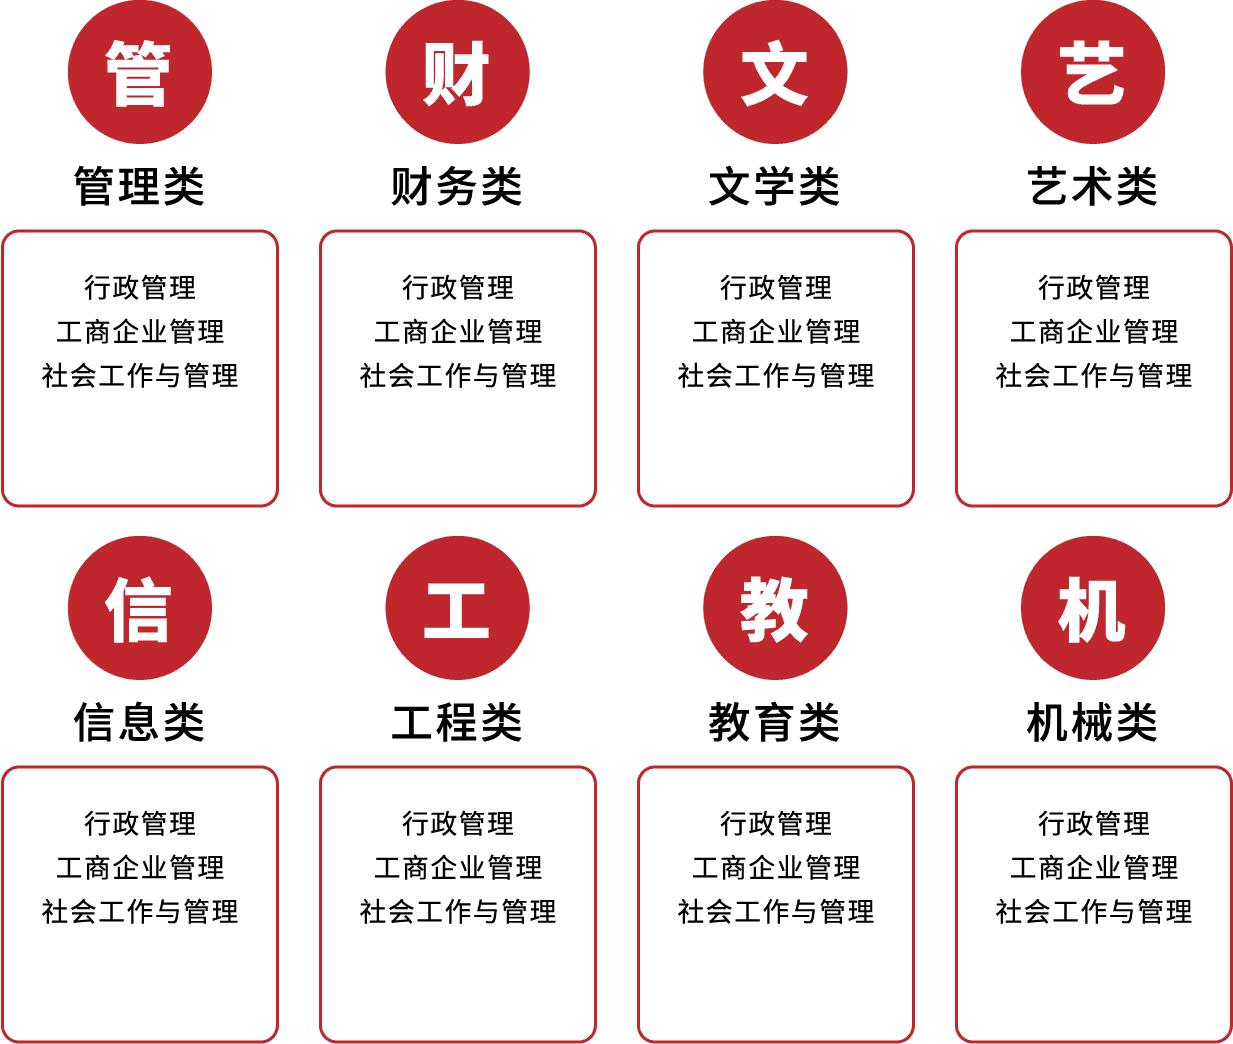 管
财
文
艺
管理类
财务类
文学类
艺术类
行政管理
工商企业管理
社会工作与管理
行政管理
工商企业管理
社会工作与管理
行政管理
工商企业管理
社会工作与管理
行政管理
工商企业管理
社会工作与管理
信
工
教
机
信息类
工程类
教育类
机械类
行政管理
工商企业管理
社会工作与管理
行政管理
工商企业管理
社会工作与管理
行政管理
工商企业管理
社会工作与管理
行政管理
工商企业管理
社会工作与管理